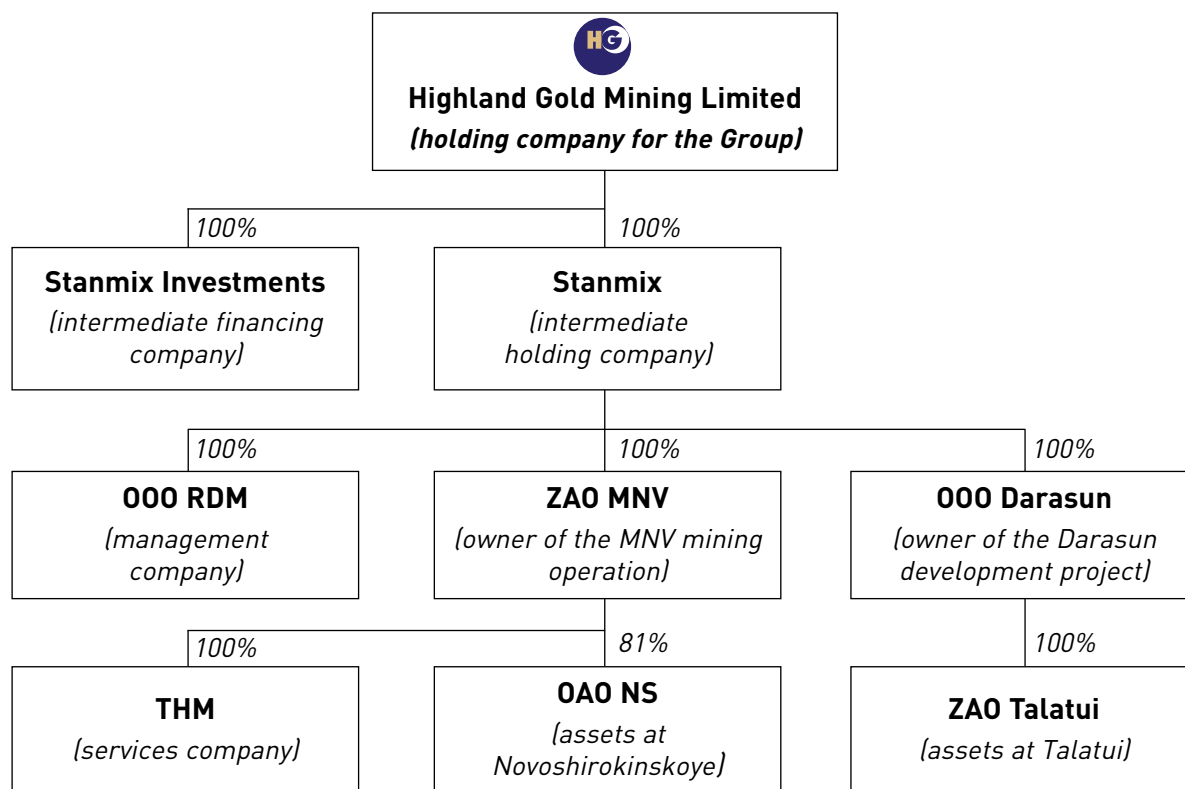 HG
Highland Gold Mining Limited
(holding company for the Group)
100%
100%
Stanmix Investments
(intermediate financing
company)
Stanmix
(intermediate
holding company)
100%
100%
100%
OOO RDM
(management
company)
ZAO MNV
(owner of the MNV mining
operation)
OOO Darasun
(owner of the Darasun
development project)
100%
81%
100%
THM
(services company)
OAO NS
(assets at
Novoshirokinskoye)
ZAO Talatui
(assets at Talatui)